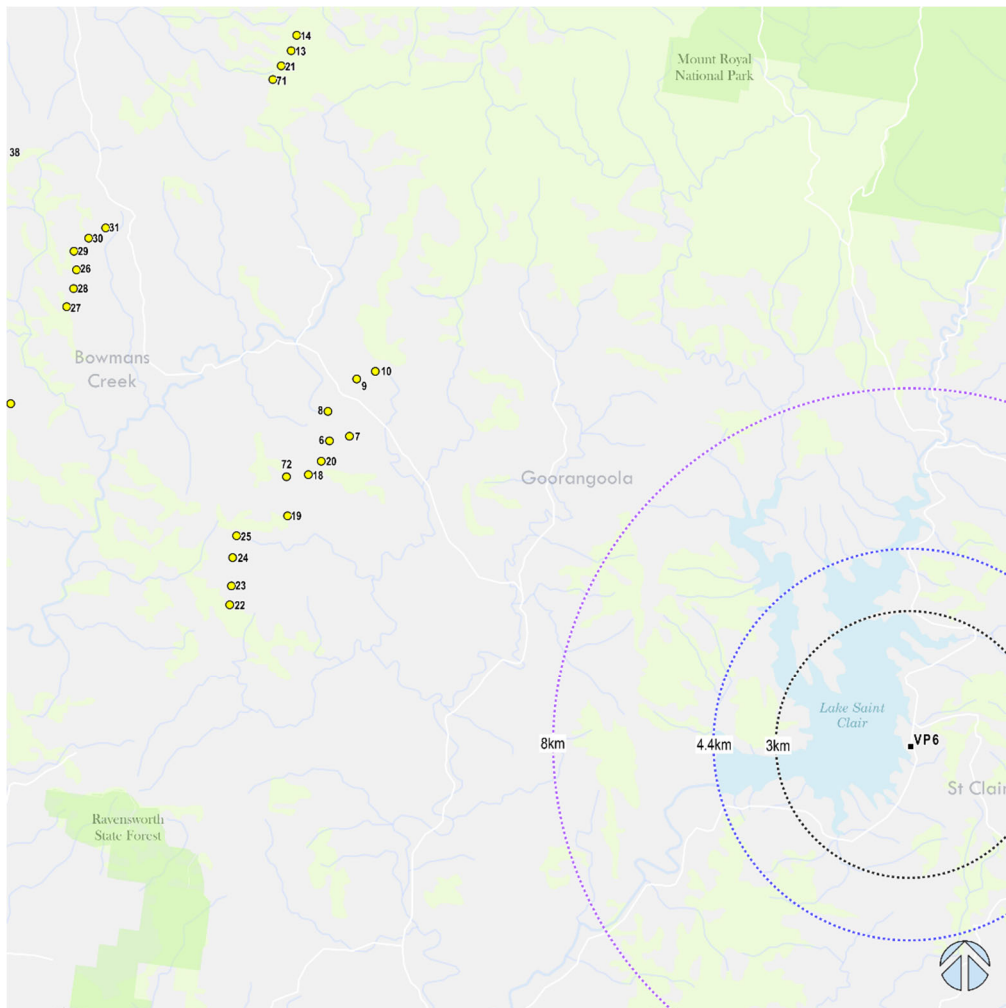 14
13
21
71
Mount Royal
National Park
38
31
30
29
26
28
27
Bowmans
Creek
10
9
8
7
6
20
72
18
Goorangoola
19
25
24
23
22
Lake Saint
Clair
8km
4.4km
3km
VP6
St Clair
Ravensworth
State Forest